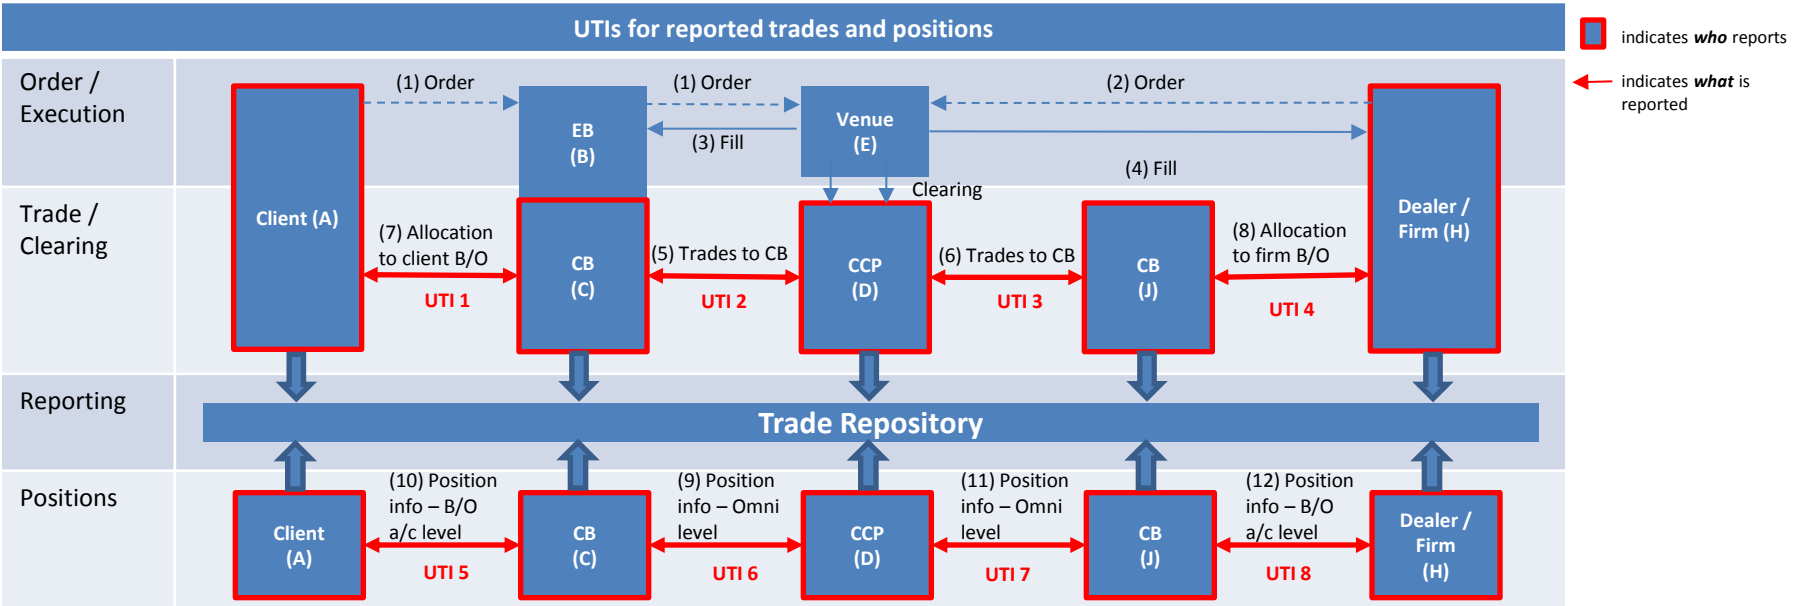 UTIs for reported trades and positions
indicates who reports
indicates what is
reported
Order /
Execution
(1) Order
(1) Order
(2) Order
EB
(B)
Venue
(E)
(3) Fill
(4) Fill
Clearing
Trade /
Clearing
Client (A)
(7) Allocation
to client B/O
UTI 1
CB
(C)
(5) Trades to CB
UTI 2
CCP
(D)
(6) Trades to CB
UTI 3
CB
(J)
(8) Allocation
to firm B/O
UTI 4
Dealer /
Firm (H)
Reporting
Trade Repository
Positions
Client
(A)
(10) Position
info – B/O
a/c level
UTI 5
CB
(C)
(9) Position
info – Omni
level
UTI 6
CCP
(D)
(11) Position
info – Omni
level
UTI 7
CB
(J)
(12) Position
info – B/O
a/c level
UTI 8
Dealer /
Firm
(H)